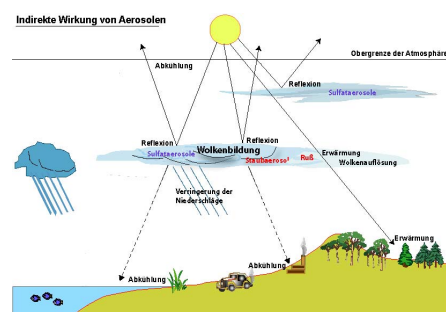 Indirekte Wirkung von Aerosolen
Obergrenze der Atmosphäre
Abkühlung
Reflexion
Sulfataerosole
Reflexion
Wolkenbildung
Reflexion
Sulfataerosole
Staubaerosol
Ruß
Erwärmung
Wolkenauflösung
Verringerung der
Niederschläge
Erwärmung
Abkühlung
Abkühlung